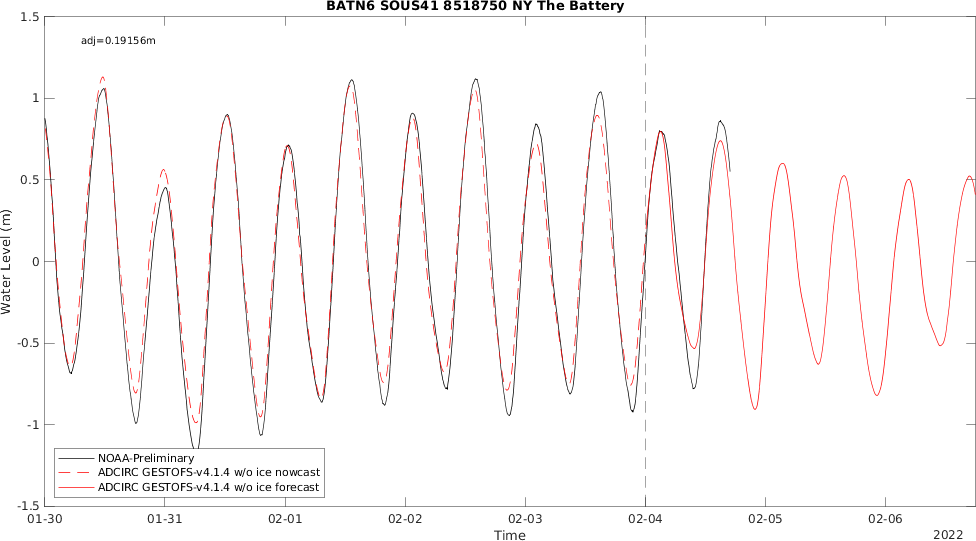 BATN6 SOUS41 8518750 NY The Battery
adj=0.19156m
1.5
1
0.5
0
-0.5
-1
-1.5
Water Level (m)
NOAA-Preliminary
ADCIRC GESTOFS-v4.1.4 w/o ice nowcast
ADCIRC GESTOFS-v4.1.4 w/o ice forecast
01-30 01-31 02-01 02-02 02-03 02-04 02-05 02-06
Time
2022